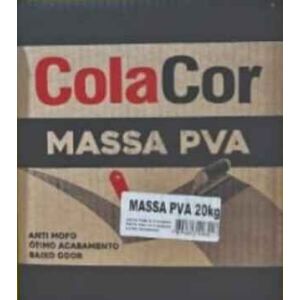 ColaCor
MASSA PVA
MASSA PVA 20kg
ANTI MOFO
ÓTIMO ACABAMENTO
BAIXO ODOR